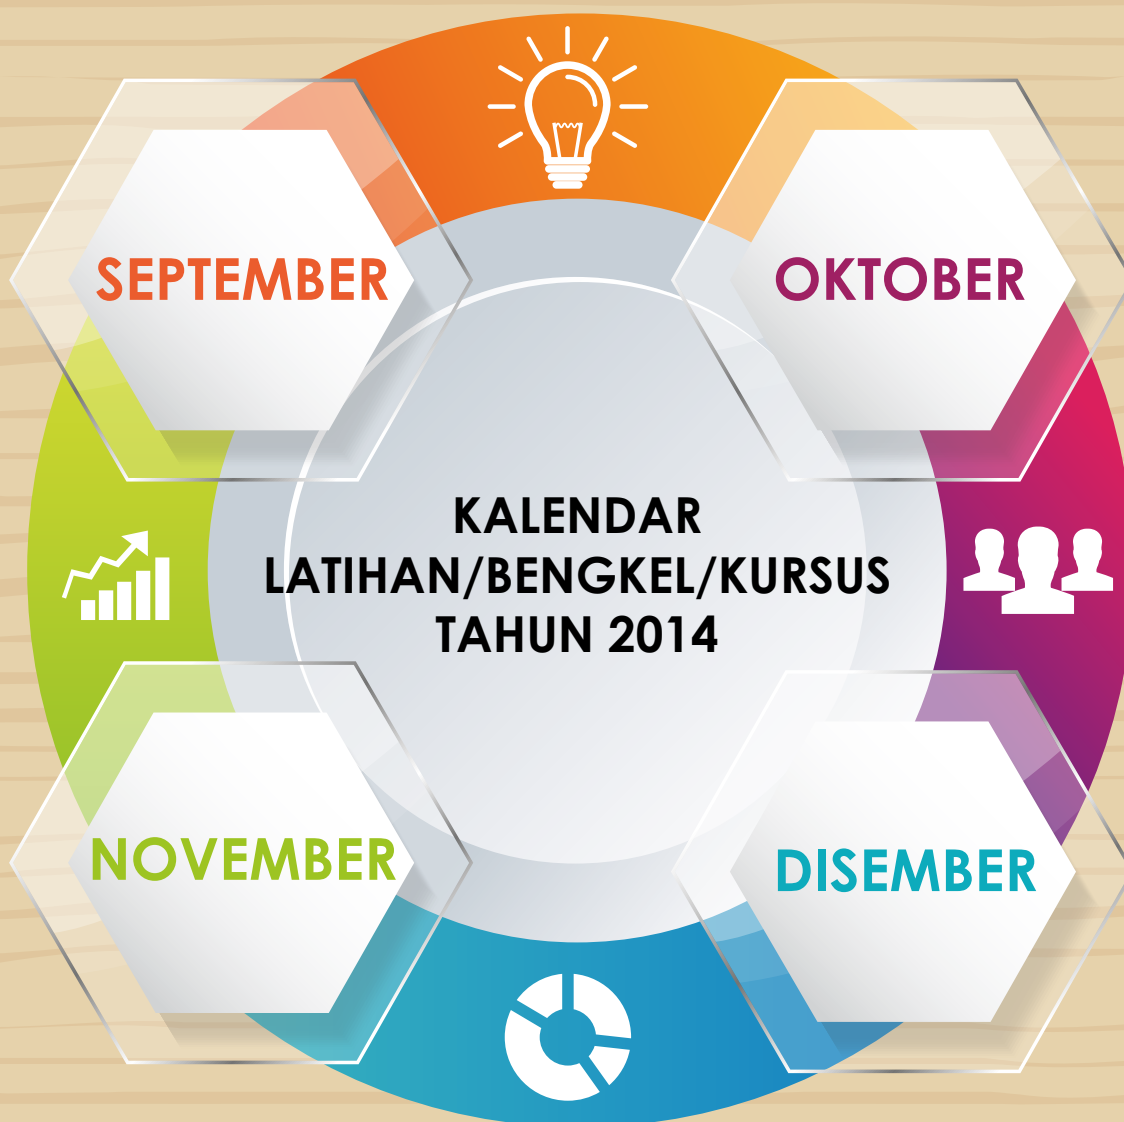 SEPTEMBER
OKTOBER
KALENDAR
LATIHAN/BENGKEL/KURSUS
TAHUN 2014
NOVEMBER
DISEMBER